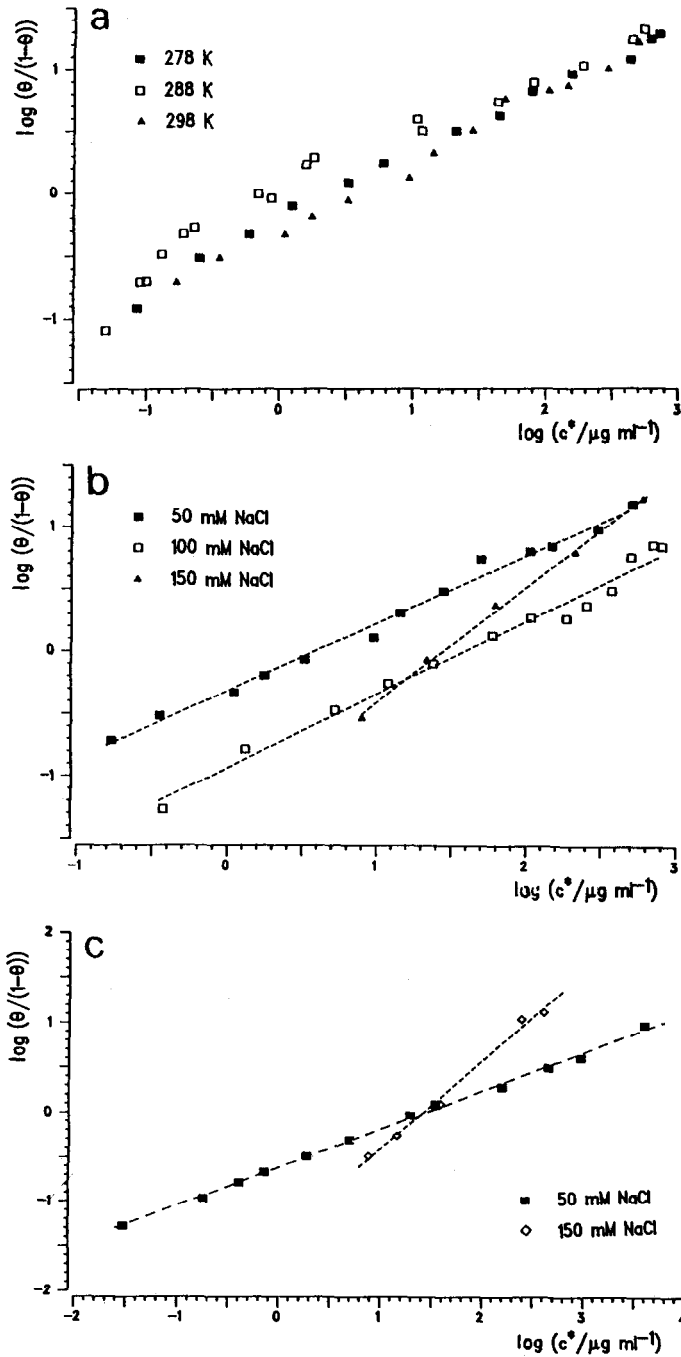 a
log (θ/(1-θ))
278 K
288 K
298 K
1
0
-1
-1 0 1 2 3
log (c*/µg ml⁻¹)
b
log (θ/(1-θ))
50 mM NaCl
100 mM NaCl
150 mM NaCl
1
0
-1
-1 0 1 2 3
log (c*/µg ml⁻¹)
c
log (θ/(1-θ))
2
1
0
-1
-2
50 mM NaCl
150 mM NaCl
-2 -1 0 1 2 3 4
log (c*/µg ml⁻¹)